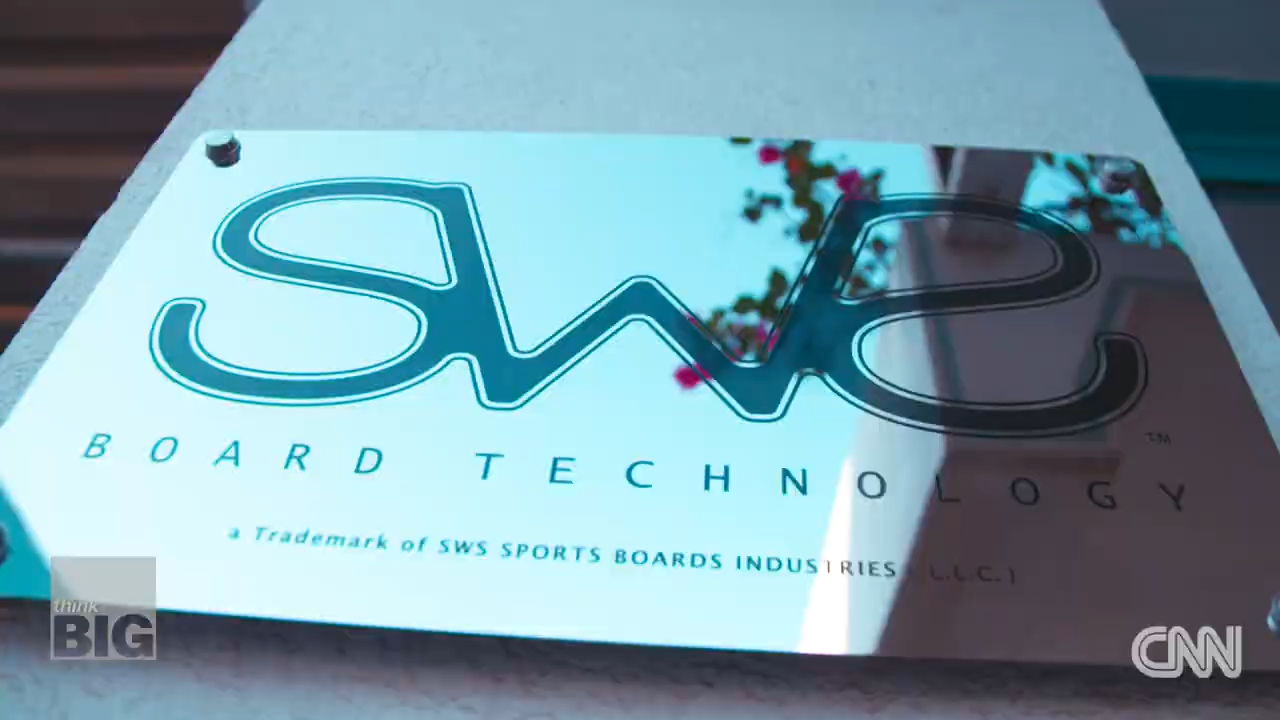 SWS
TM
BOARD TECHNOLOGY
a Trademark of SWS SPORTS BOARDS INDUSTRIES (L.L.C.)
think
BIG
CNN